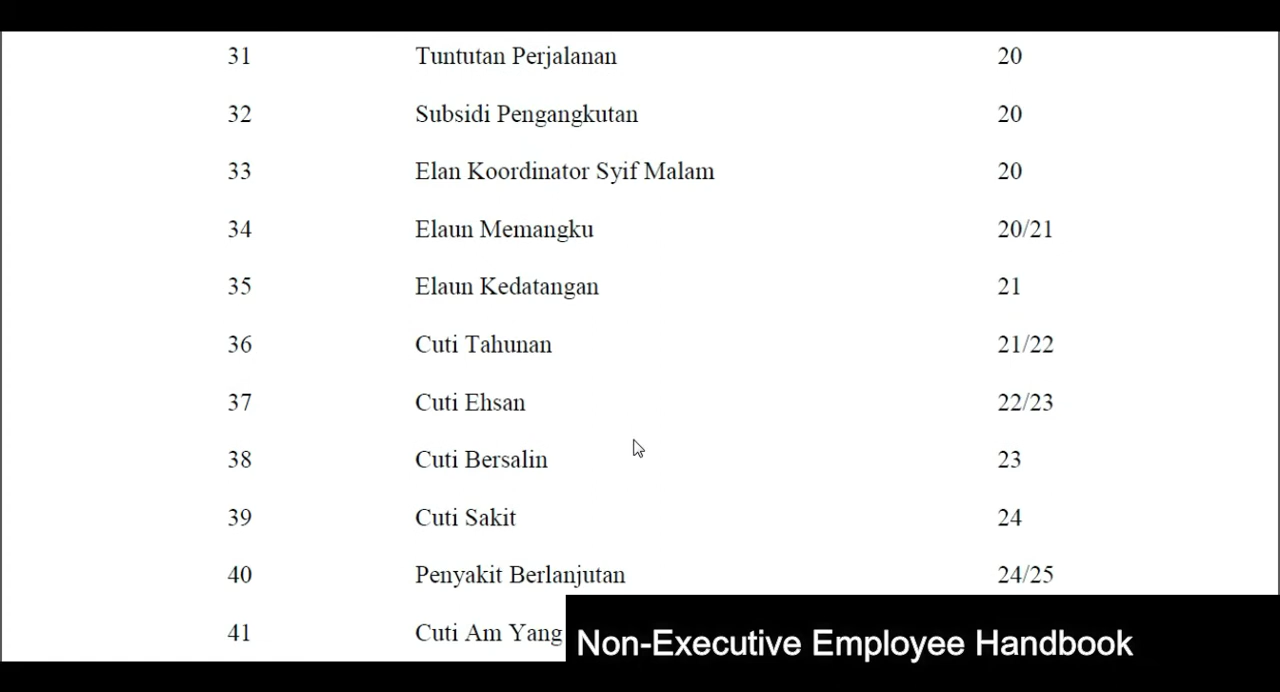 31 Tuntutan Perjalanan 20
32 Subsidi Pengangkutan 20
33 Elan Koordinator Syif Malam 20
34 Elaun Memangku 20/21
35 Elaun Kedatangan 21
36 Cuti Tahunan 21/22
37 Cuti Ehsan 22/23
38 Cuti Bersalin 23
39 Cuti Sakit 24
40 Penyakit Berlanjutan 24/25
41 Cuti Am Yang
Non-Executive Employee Handbook